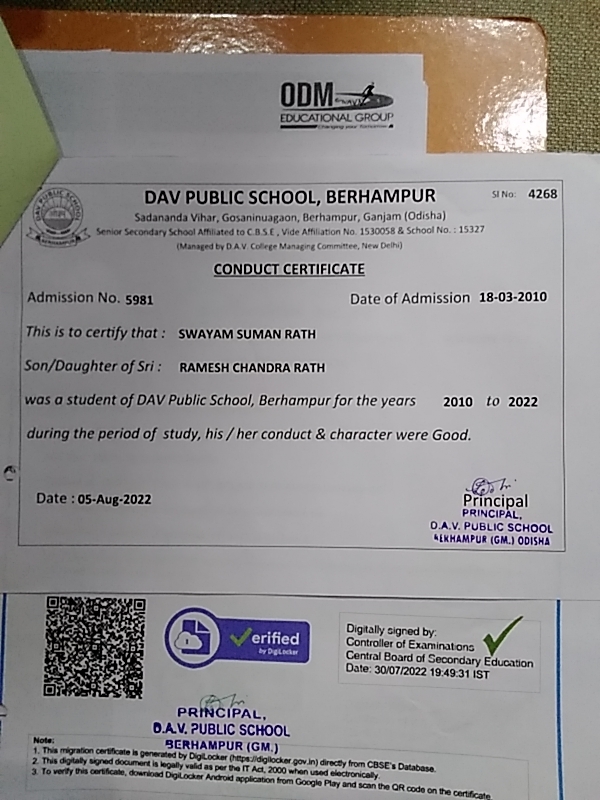 ODM
EDUCATIONAL GROUP
Changing your Tomorrow
DAV PUBLIC SCHOOL, BERHAMPUR
Sl No: 4268
Sadananda Vihar, Gosaninuagaon, Berhampur, Ganjam (Odisha)
Senior Secondary School Affiliated to C.B.S.E, Vide Affiliation No. 1530058 & School No. : 15327
(Managed by D.A.V. College Managing Committee, New Delhi)
CONDUCT CERTIFICATE
Admission No. 5981 Date of Admission 18-03-2010
This is to certify that : SWAYAM SUMAN RATH
Son/Daughter of Sri : RAMESH CHANDRA RATH
was a student of DAV Public School, Berhampur for the years 2010 to 2022
during the period of study, his / her conduct & character were Good.
Date : 05-Aug-2022
Principal
PRINCIPAL,
D.A.V. PUBLIC SCHOOL
BERHAMPUR (GM.) ODISHA
erified
by DigiLocker
Digitally signed by:
Controller of Examinations
Central Board of Secondary Education
Date: 30/07/2022 19:49:31 IST
PRINCIPAL,
D.A.V. PUBLIC SCHOOL
BERHAMPUR (GM.)
Note:
1. This migration certificate is generated by DigiLocker (https://digilocker.gov.in) directly from CBSE's Database.
2. This digitally signed document is legally valid as per the IT Act, 2000 when used electronically.
3. To verify this certificate, download DigiLocker Android application from Google Play and scan the QR code on the certificate.